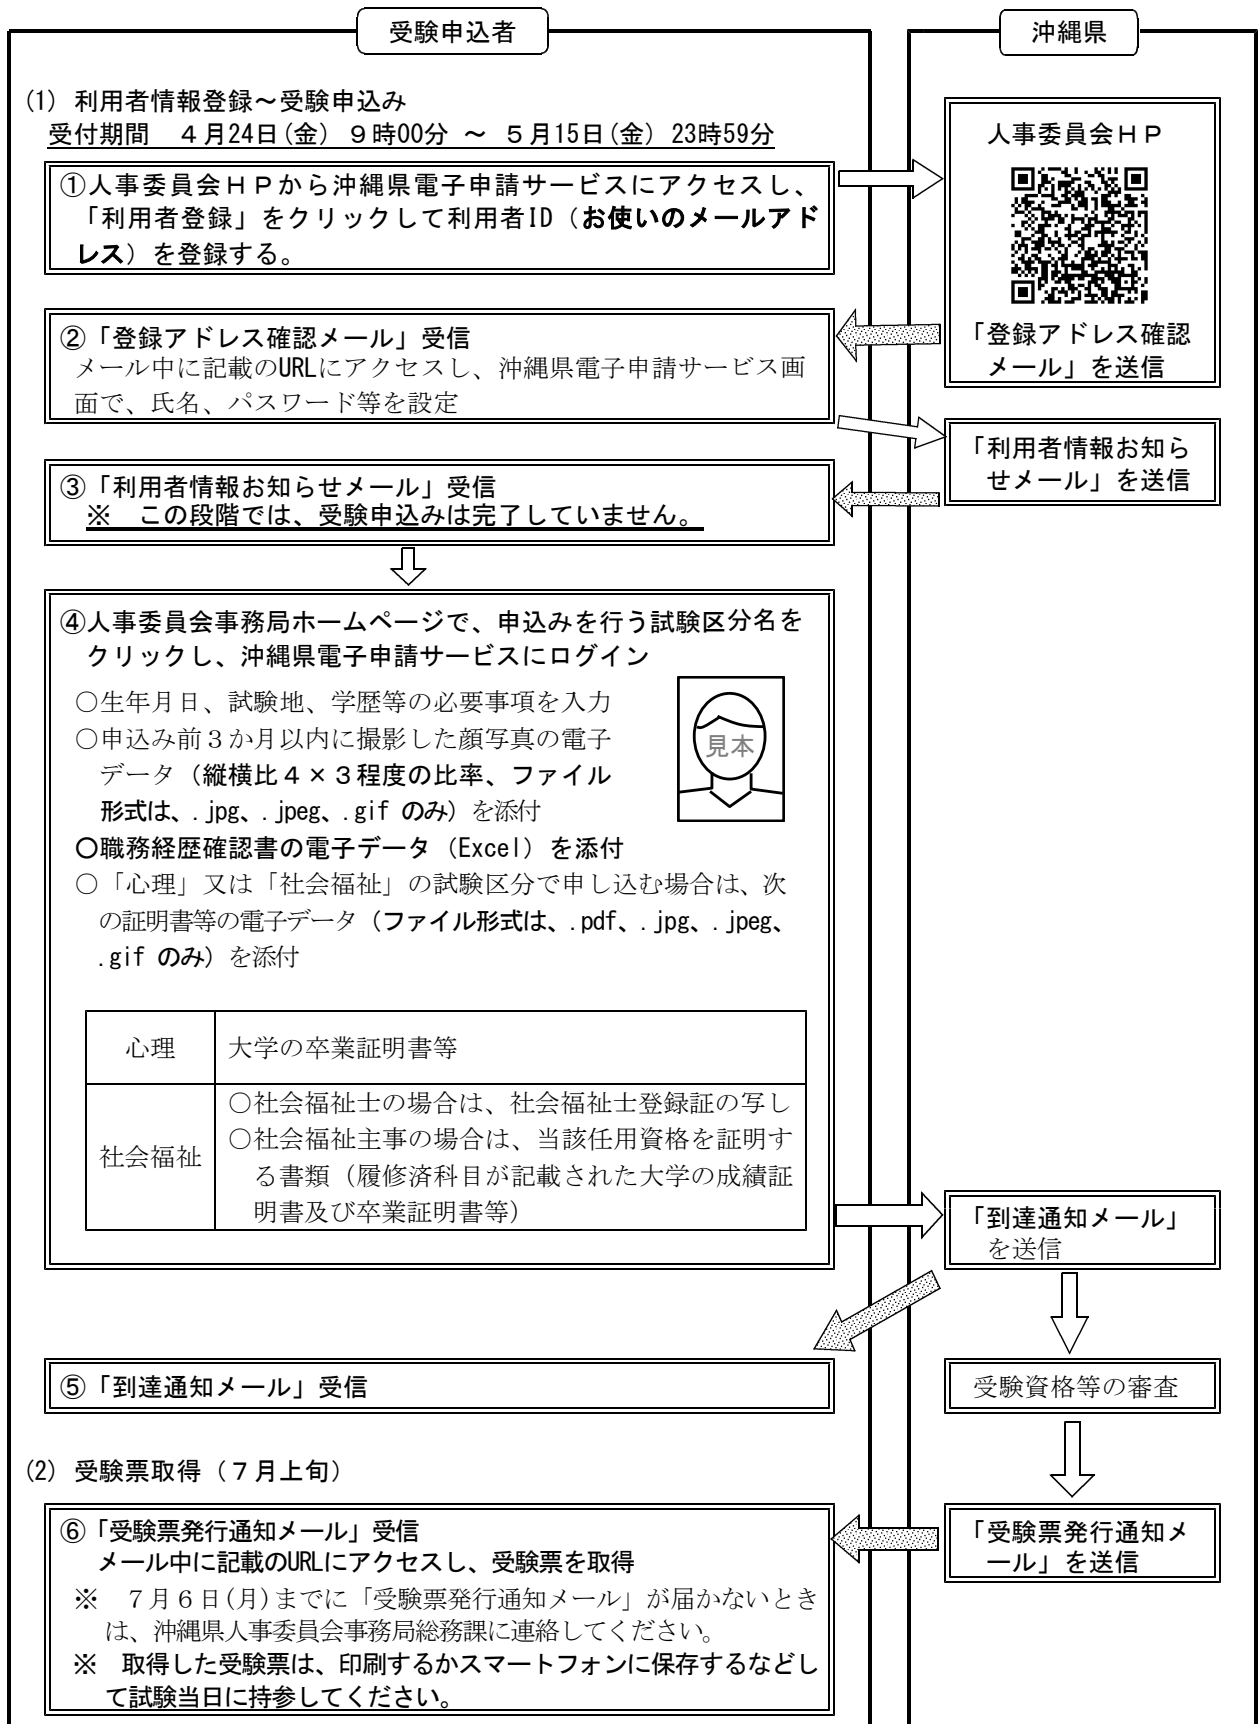 受験申込者
沖縄県
(1) 利用者情報登録～受験申込み
受付期間　４月24日(金) ９時00分 ～ ５月15日(金) 23時59分
①人事委員会ＨＰから沖縄県電子申請サービスにアクセスし、
「利用者登録」をクリックして利用者ID（お使いのメールアド
レス）を登録する。
人事委員会ＨＰ
「登録アドレス確認
メール」を送信
②「登録アドレス確認メール」受信
メール中に記載のURLにアクセスし、沖縄県電子申請サービス画
面で、氏名、パスワード等を設定
「利用者情報お知ら
せメール」を送信
③「利用者情報お知らせメール」受信
※　この段階では、受験申込みは完了していません。
④人事委員会事務局ホームページで、申込みを行う試験区分名を
クリックし、沖縄県電子申請サービスにログイン
○生年月日、試験地、学歴等の必要事項を入力
○申込み前３か月以内に撮影した顔写真の電子
データ（縦横比４×３程度の比率、ファイル
形式は、.jpg、.jpeg、.gif のみ）を添付
見本
○職務経歴確認書の電子データ（Excel）を添付
○「心理」又は「社会福祉」の試験区分で申し込む場合は、次
の証明書等の電子データ（ファイル形式は、.pdf、.jpg、.jpeg、
.gif のみ）を添付
心理
大学の卒業証明書等
社会福祉
○社会福祉士の場合は、社会福祉士登録証の写し
○社会福祉主事の場合は、当該任用資格を証明す
る書類（履修済科目が記載された大学の成績証
明書及び卒業証明書等）
「到達通知メール」
を送信
⑤「到達通知メール」受信
受験資格等の審査
(2) 受験票取得（７月上旬）
⑥「受験票発行通知メール」受信
メール中に記載のURLにアクセスし、受験票を取得
※　７月６日(月)までに「受験票発行通知メール」が届かないとき
は、沖縄県人事委員会事務局総務課に連絡してください。
※　取得した受験票は、印刷するかスマートフォンに保存するなどし
て試験当日に持参してください。
「受験票発行通知メ
ール」を送信